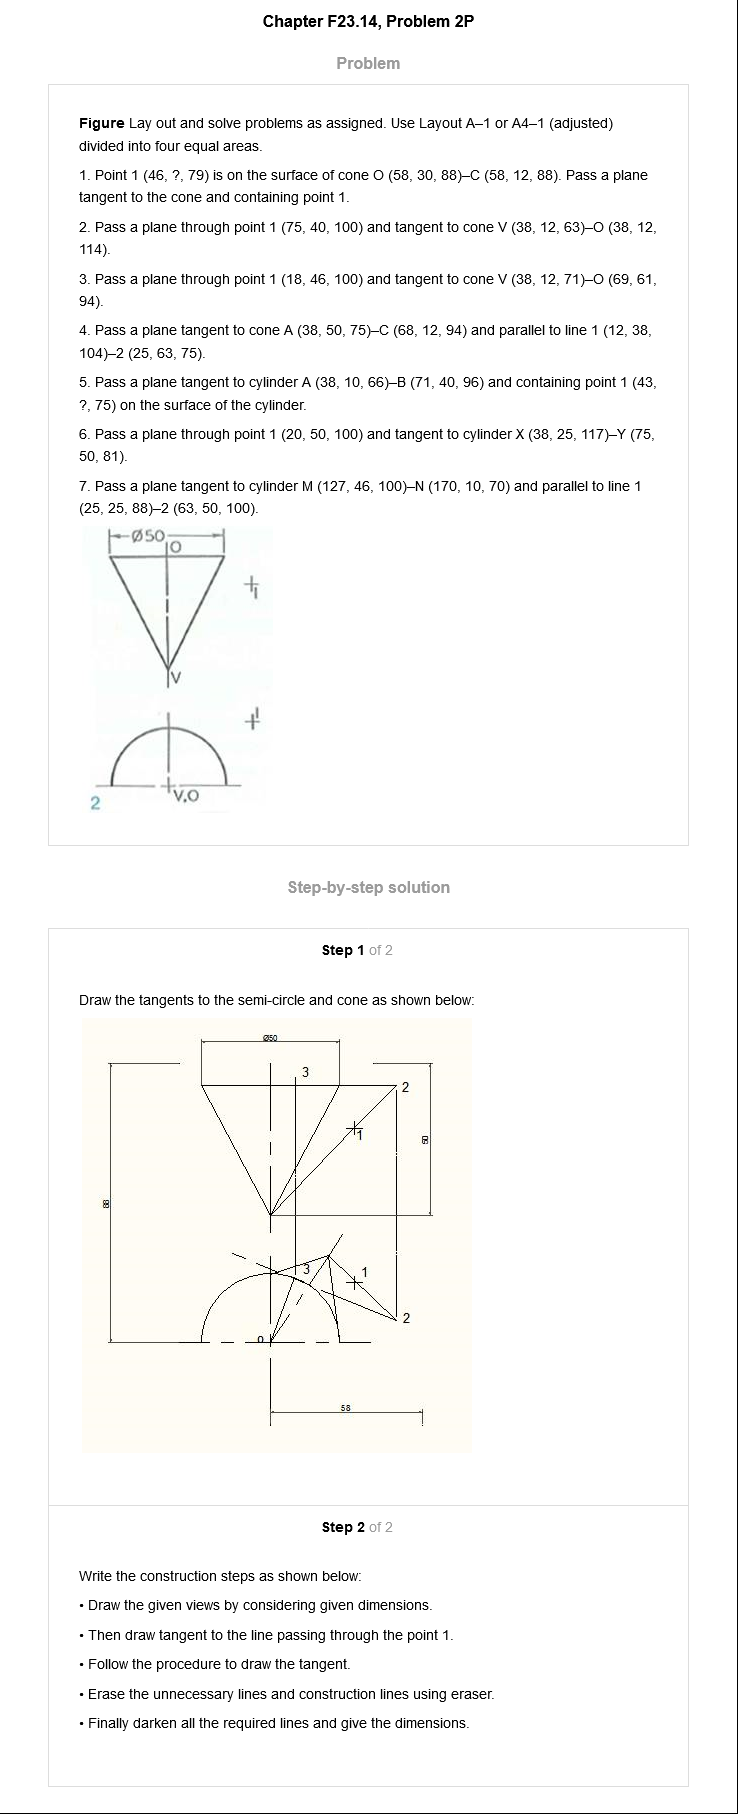 Chapter F23.14, Problem 2P
Problem
Figure Lay out and solve problems as assigned. Use Layout A–1 or A4–1 (adjusted)
divided into four equal areas.
1. Point 1 (46, ?, 79) is on the surface of cone O (58, 30, 88)–C (58, 12, 88). Pass a plane
tangent to the cone and containing point 1.
2. Pass a plane through point 1 (75, 40, 100) and tangent to cone V (38, 12, 63)–O (38, 12,
114).
3. Pass a plane through point 1 (18, 46, 100) and tangent to cone V (38, 12, 71)–O (69, 61,
94).
4. Pass a plane tangent to cone A (38, 50, 75)–C (68, 12, 94) and parallel to line 1 (12, 38,
104)–2 (25, 63, 75).
5. Pass a plane tangent to cylinder A (38, 10, 66)–B (71, 40, 96) and containing point 1 (43,
?, 75) on the surface of the cylinder.
6. Pass a plane through point 1 (20, 50, 100) and tangent to cylinder X (38, 25, 117)–Y (75,
50, 81).
7. Pass a plane tangent to cylinder M (127, 46, 100)–N (170, 10, 70) and parallel to line 1
(25, 25, 88)–2 (63, 50, 100).
Ø50
O
1
V
1
V,O
2
Step-by-step solution
Step 1 of 2
Draw the tangents to the semi-circle and cone as shown below:
Ø50
3
2
1
50
88
3
1
2
O
58
Step 2 of 2
Write the construction steps as shown below:
• Draw the given views by considering given dimensions.
• Then draw tangent to the line passing through the point 1.
• Follow the procedure to draw the tangent.
• Erase the unnecessary lines and construction lines using eraser.
• Finally darken all the required lines and give the dimensions.